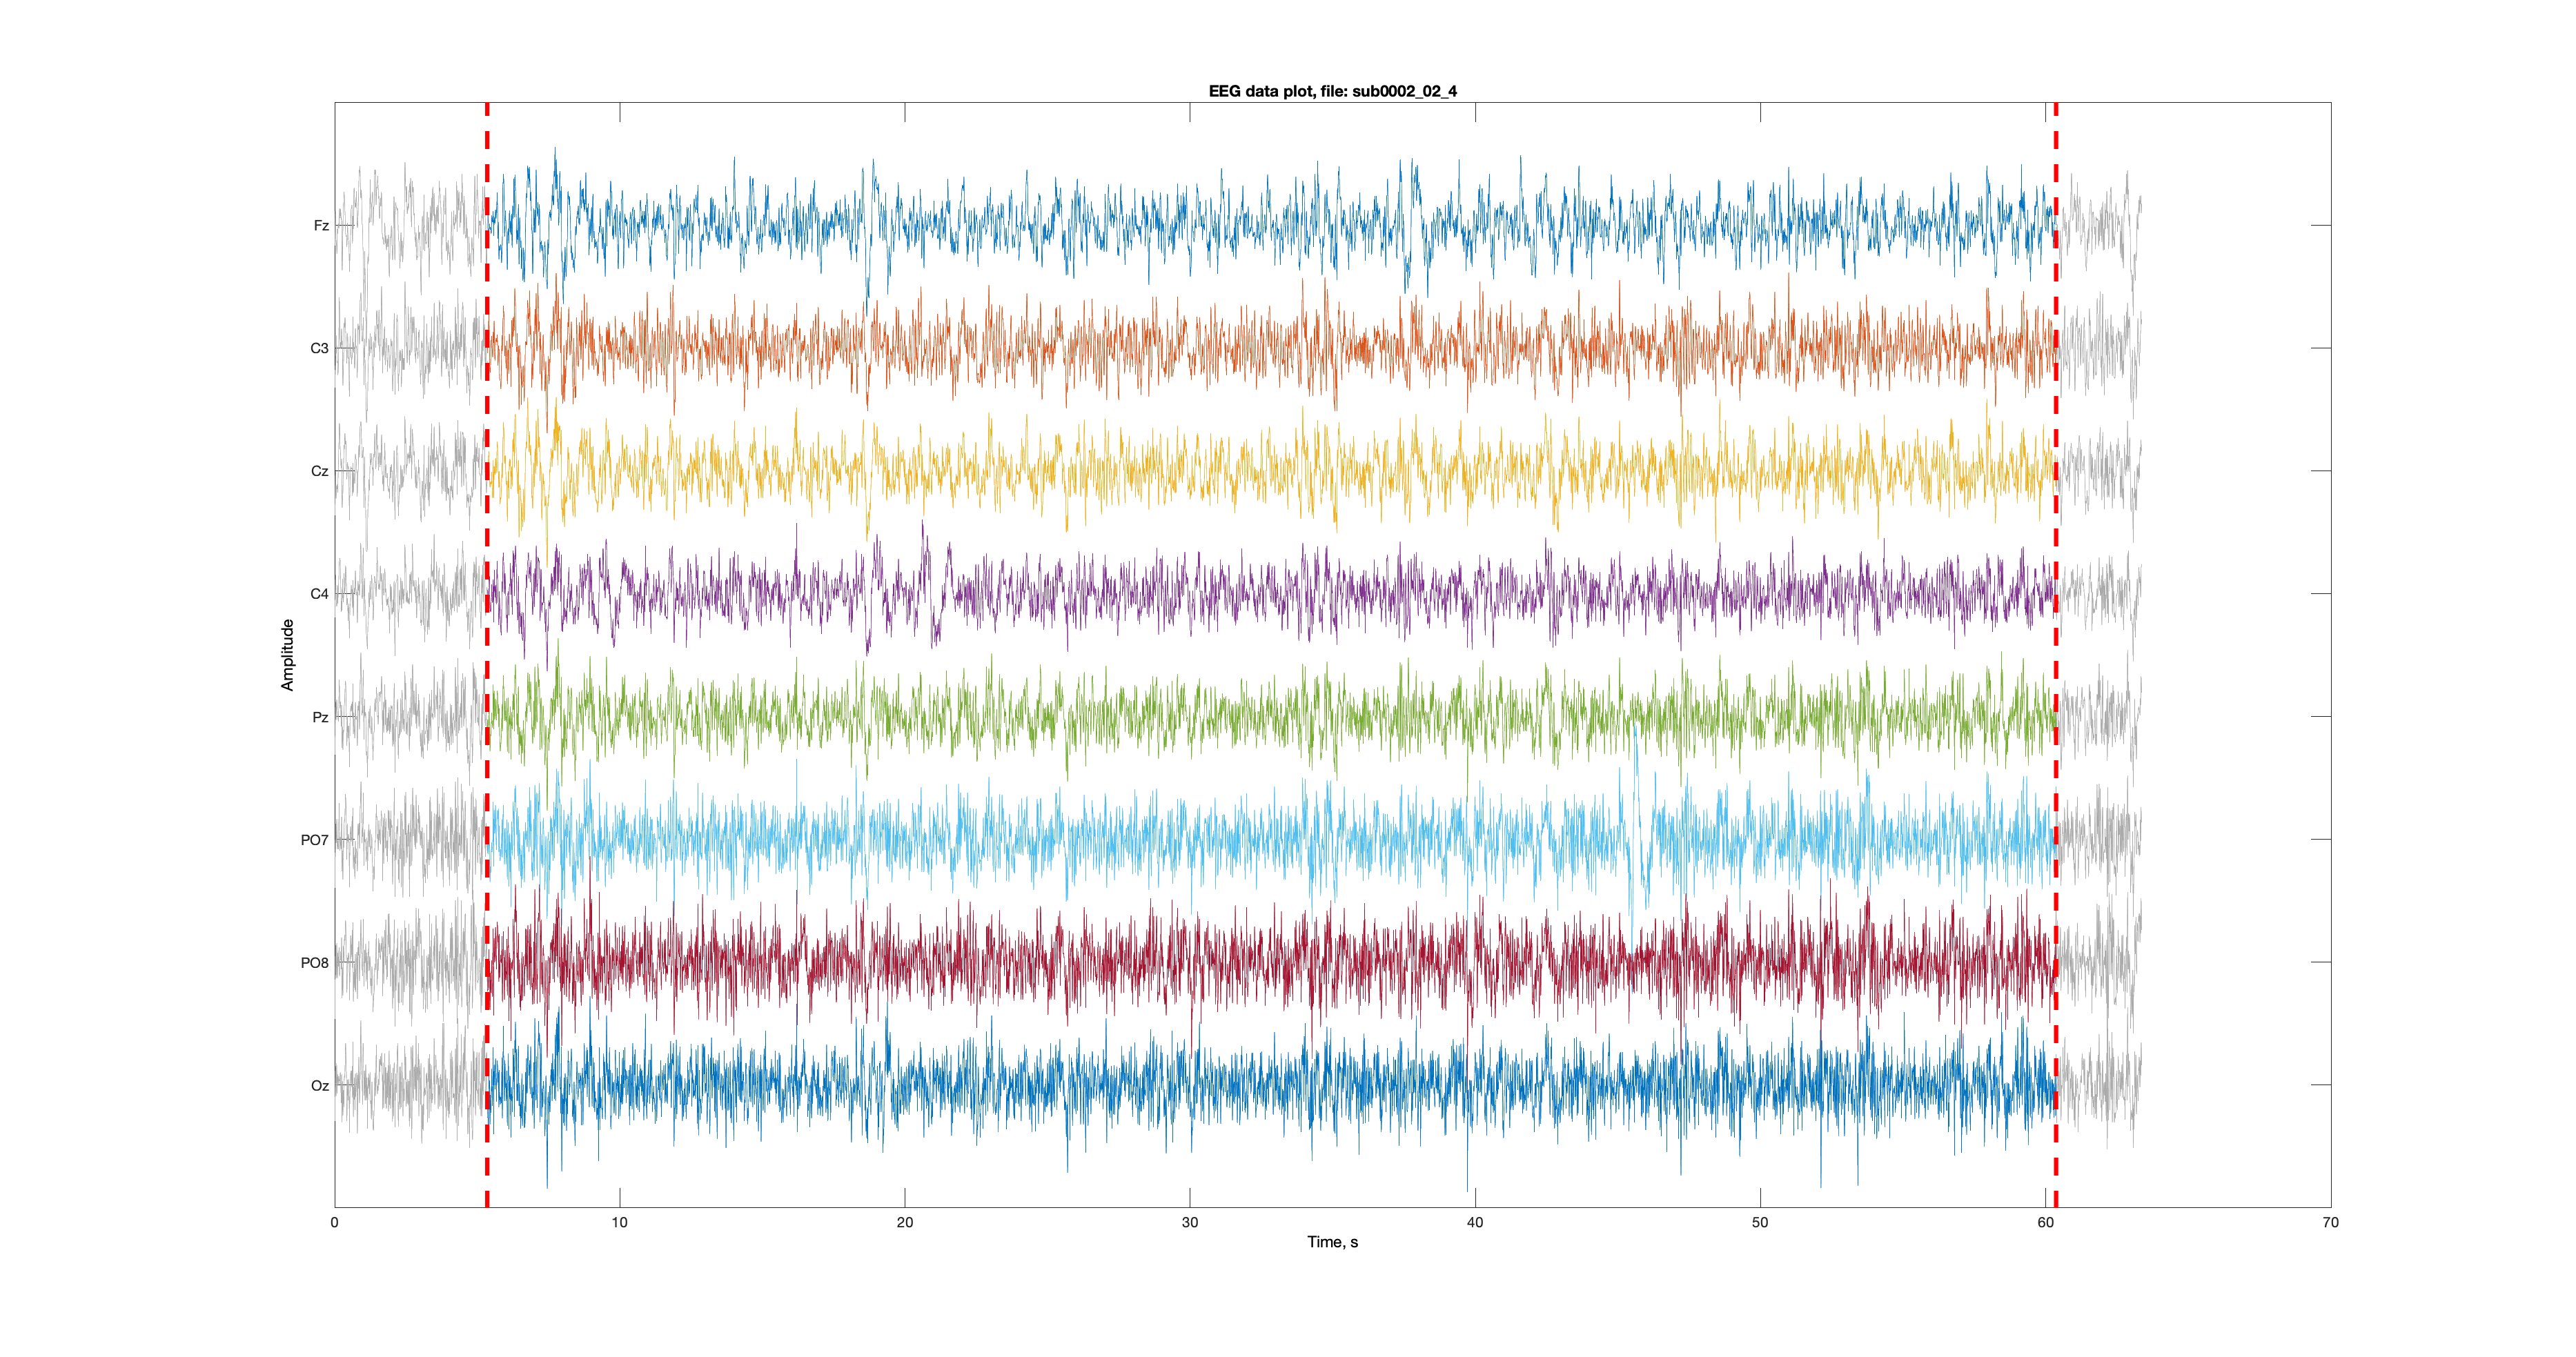 EEG data plot, file: sub0002_02_4
Fz
C3
Cz
C4
Pz
PO7
PO8
Oz
Amplitude
0 10 20 30 40 50 60 70
Time, s